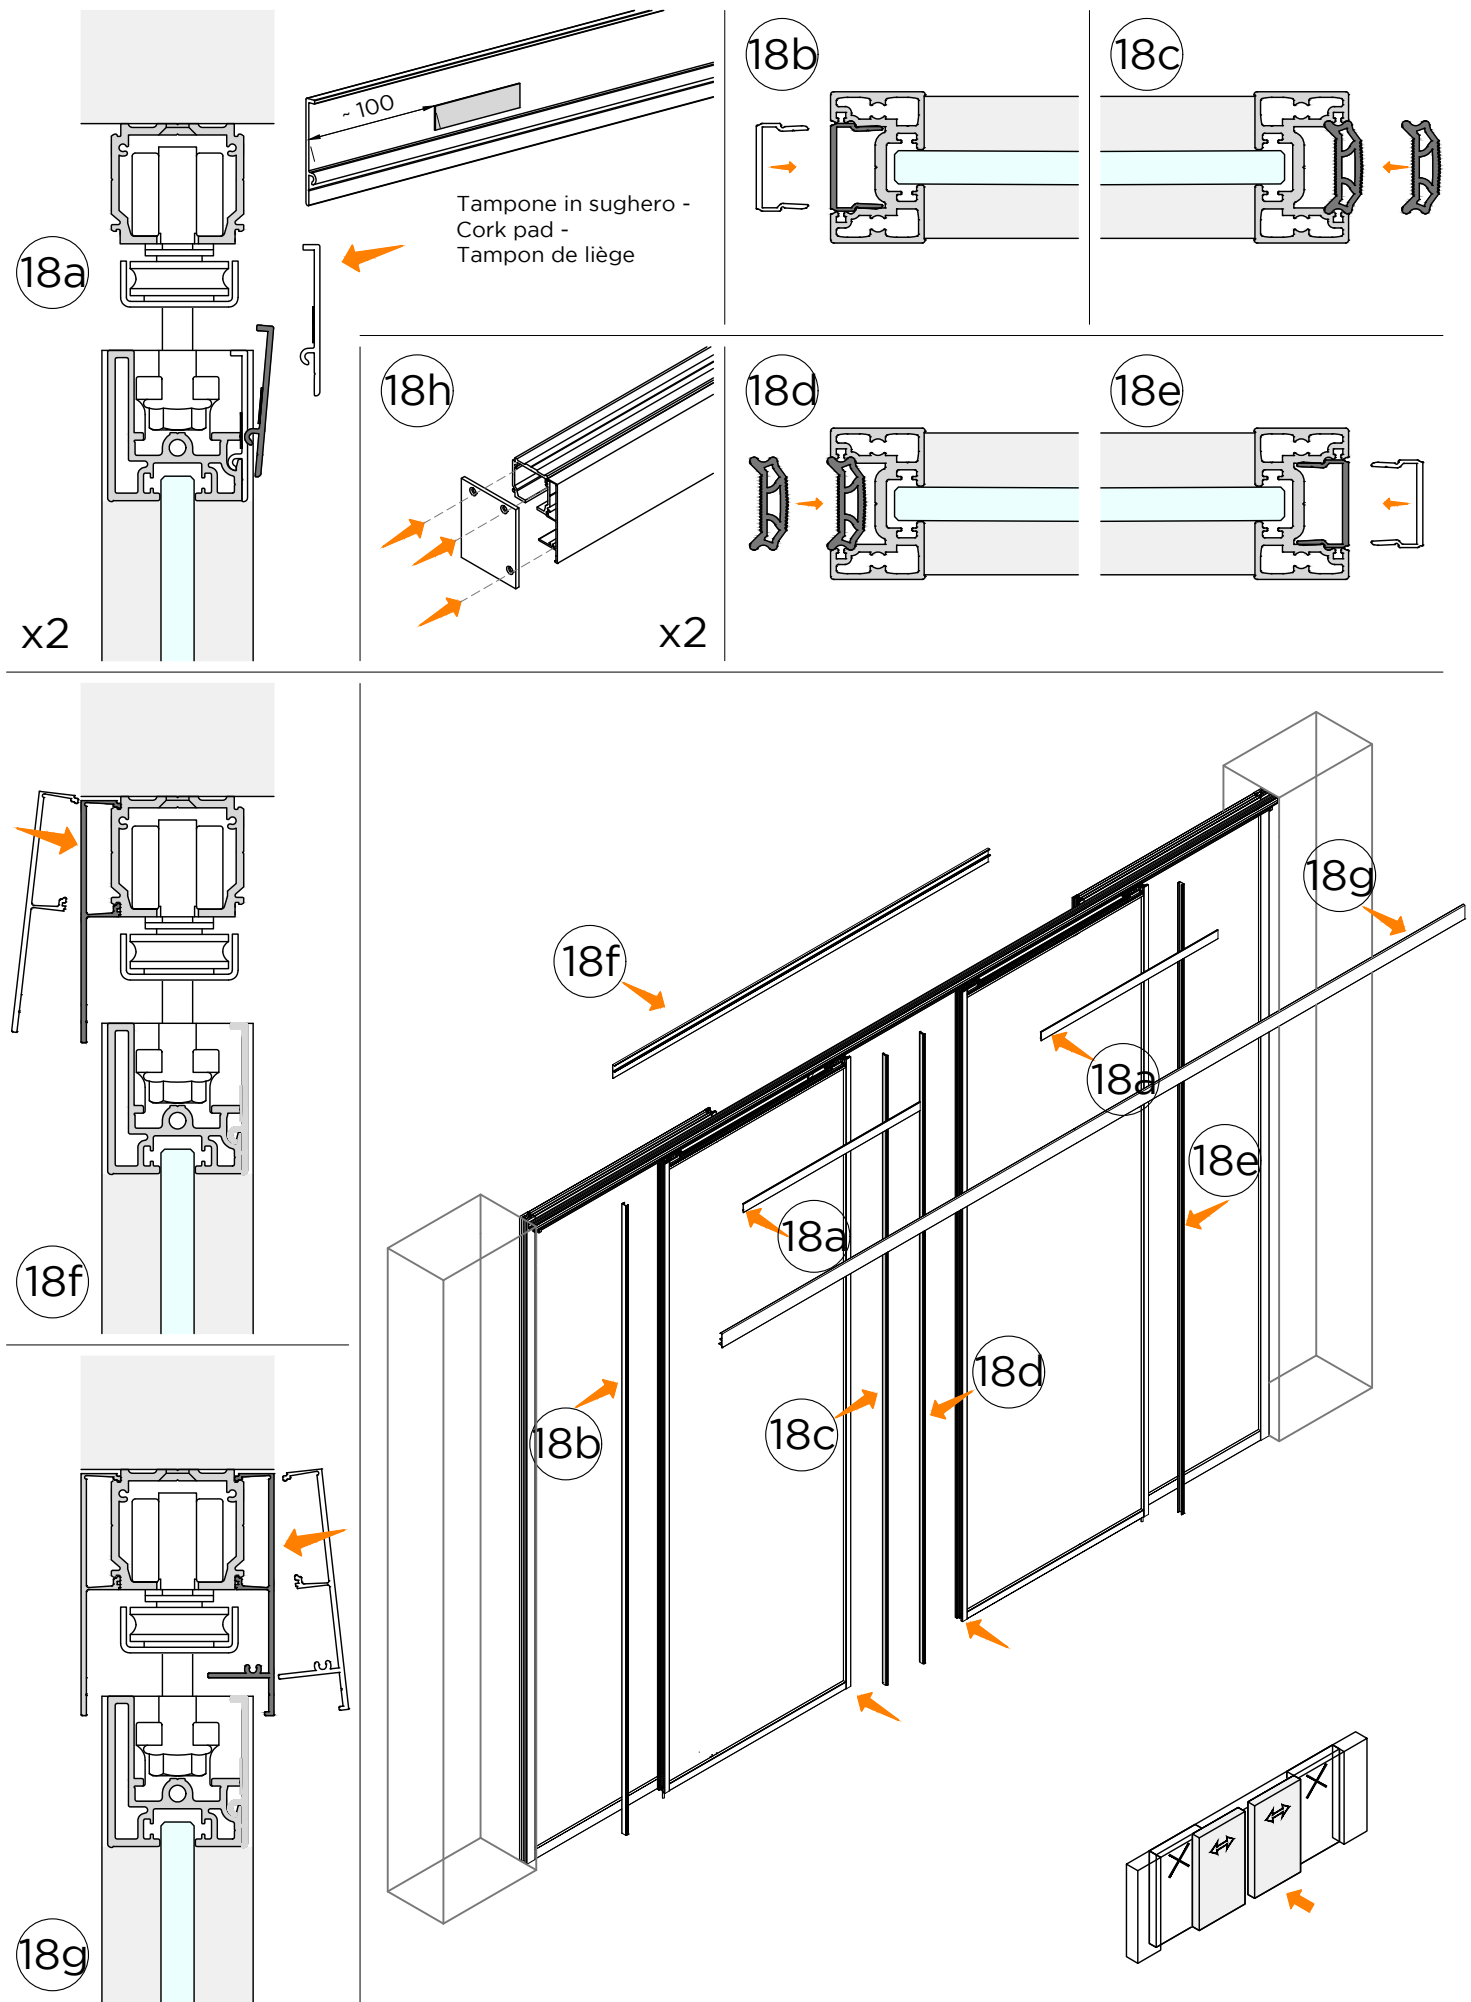 18a
~ 100
Tampone in sughero -
Cork pad -
Tampon de liège
x2
18b
18c
18h
x2
18d
18e
18f
18g
18f
18g
18a
18a
18e
18d
18b
18c